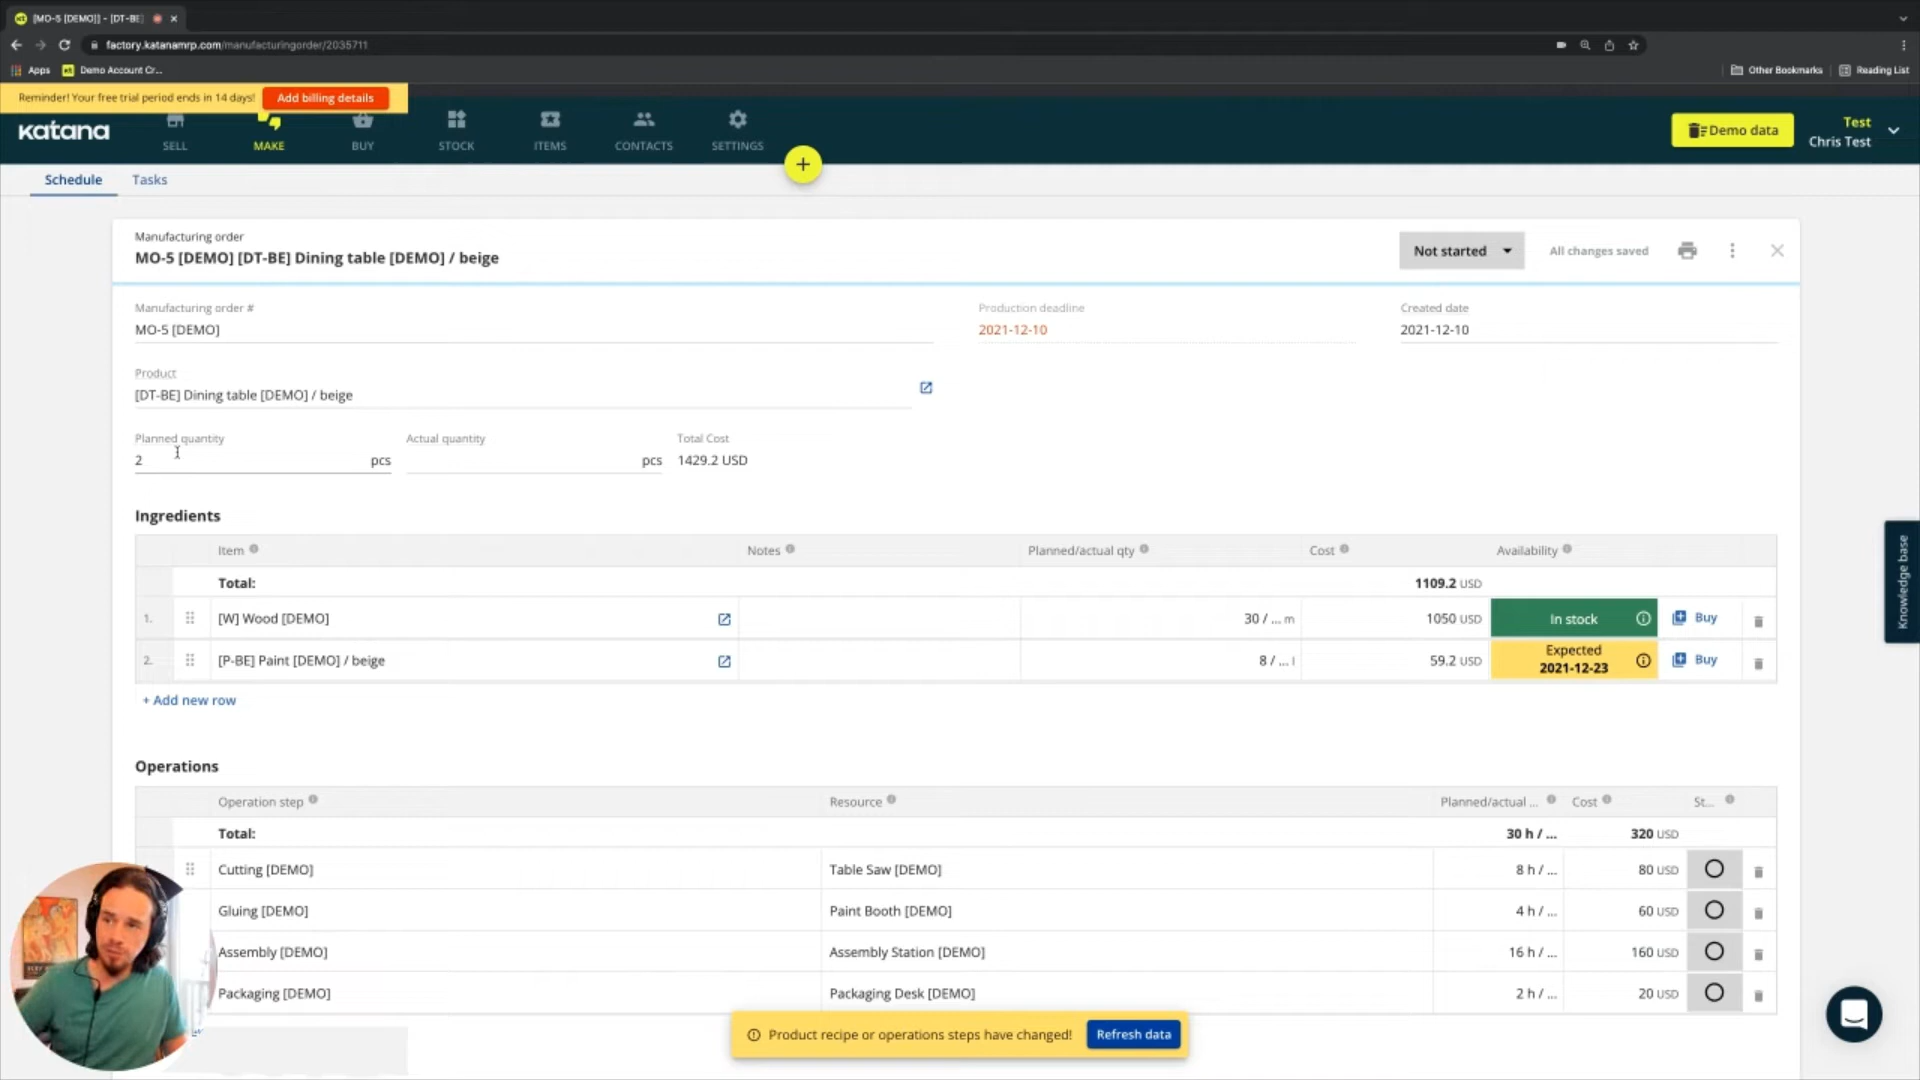 [MO-5 [DEMO]] - [DT-BE]
factory.katanamrp.com/manufacturingorder/2035711
Apps
Demo Account Cr...
Other Bookmarks
Reading List
Reminder! Your free trial period ends in 14 days!
Add billing details
katana
SELL
MAKE
BUY
STOCK
ITEMS
CONTACTS
SETTINGS
+
Demo data
Test
Chris Test
Schedule
Tasks
Manufacturing order
MO-5 [DEMO] [DT-BE] Dining table [DEMO] / beige
Not started
All changes saved
Manufacturing order #
MO-5 [DEMO]
Production deadline
2021-12-10
Created date
2021-12-10
Product
[DT-BE] Dining table [DEMO] / beige
Planned quantity
2 pcs
Actual quantity
pcs
Total Cost
1429.2 USD
Ingredients
Item Notes Planned/actual qty Cost Availability
Total: 1109.2 USD
1. [W] Wood [DEMO] 30 / ... m 1050 USD In stock Buy
2. [P-BE] Paint [DEMO] / beige 8 / ... l 59.2 USD Expected 2021-12-23 Buy
+ Add new row
Operations
Operation step Resource Planned/actual ... Cost St...
Total: 30 h / ... 320 USD
Cutting [DEMO] Table Saw [DEMO] 8 h / ... 80 USD
Gluing [DEMO] Paint Booth [DEMO] 4 h / ... 60 USD
Assembly [DEMO] Assembly Station [DEMO] 16 h / ... 160 USD
Packaging [DEMO] Packaging Desk [DEMO] 2 h / ... 20 USD
Product recipe or operations steps have changed!
Refresh data
Knowledge base